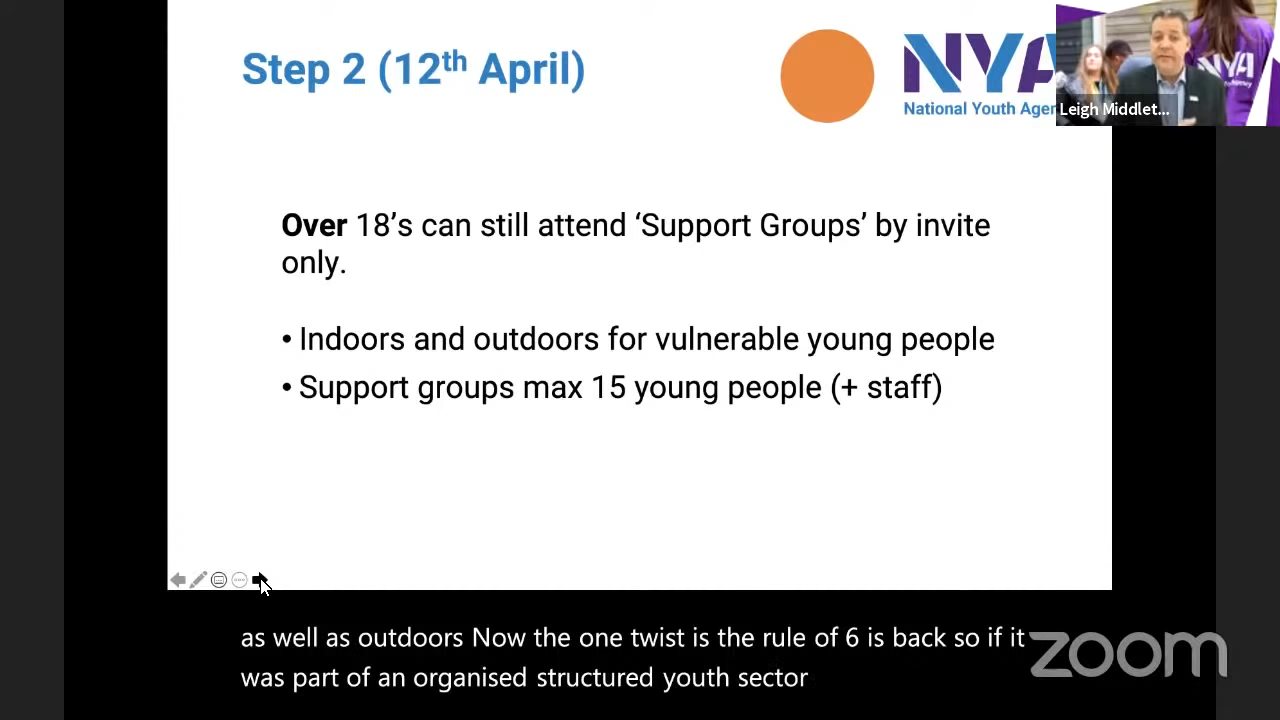 Step 2 (12th April)
NYA
National Youth Agen
Leigh Middlet...
NYA
Over 18’s can still attend ‘Support Groups’ by invite
only.
• Indoors and outdoors for vulnerable young people
• Support groups max 15 young people (+ staff)
as well as outdoors Now the one twist is the rule of 6 is back so if it
was part of an organised structured youth sector
zoom